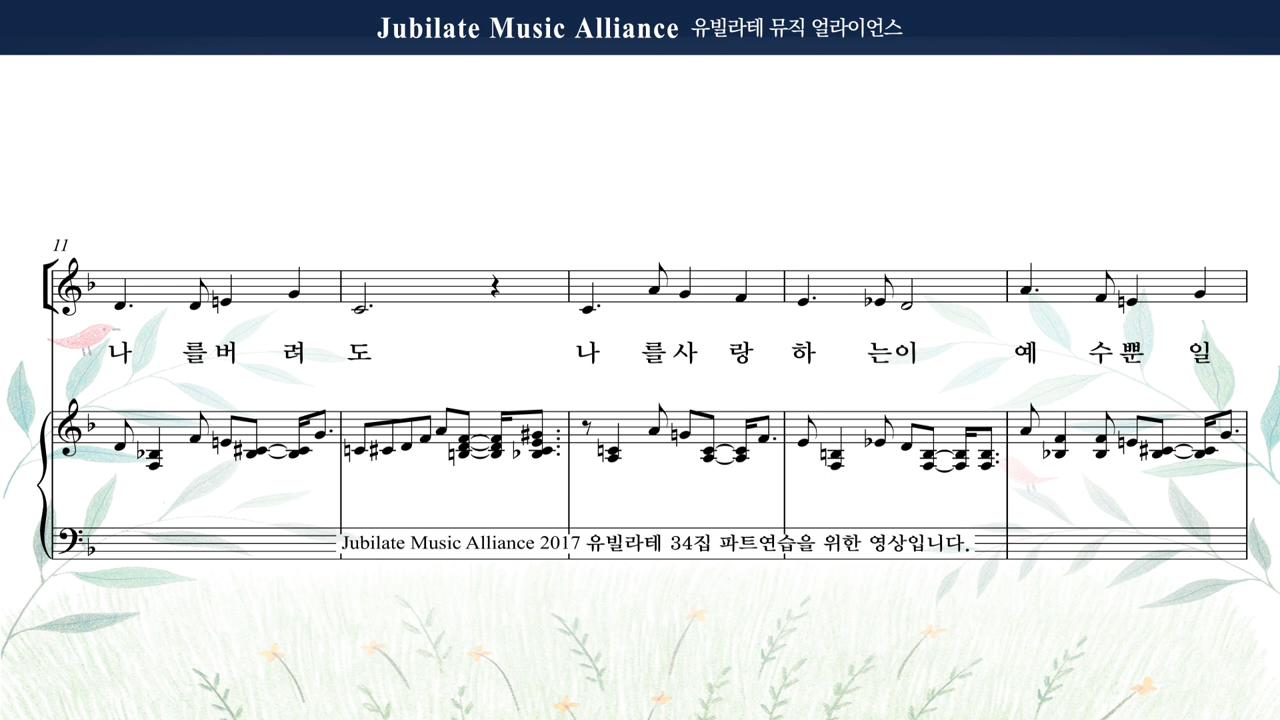 Jubilate Music Alliance 유빌라테 뮤직 얼라이언스
11
나 를 버 려 도 나 를 사 랑 하 는 이 예 수 뿐 일
Jubilate Music Alliance 2017 유빌라테 34집 파트연습을 위한 영상입니다.